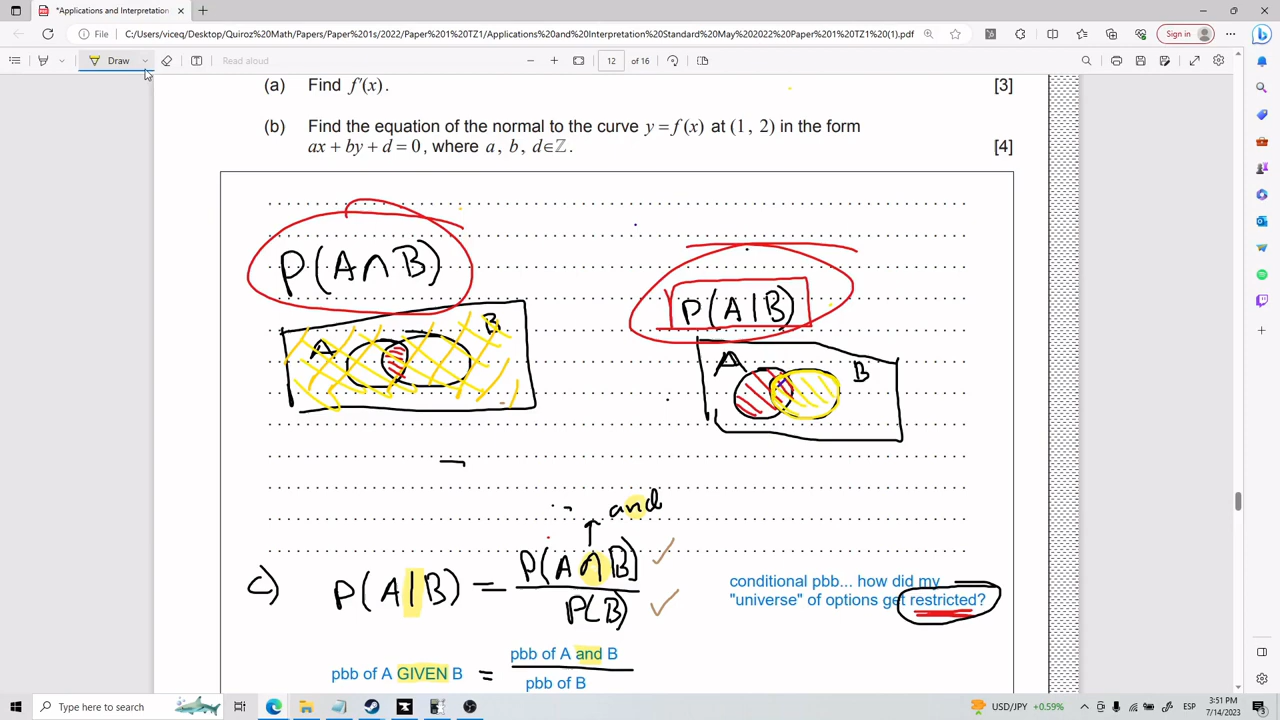 *Applications and Interpretation
File
C:/Users/viceq/Desktop/Quiroz%20Math/Papers/Paper%201s/2022/Paper%201%20TZ1/Applications%20and%20Interpretation%20Standard%20May%202022%20Paper%201%20TZ1%20(1).pdf
Sign in
Draw
Read aloud
12 of 16
(a) Find f′(x). [3]
(b) Find the equation of the normal to the curve y = f (x) at (1, 2) in the form
ax + by + d = 0, where a, b, d∈ℤ. [4]
P(A∩B)
P(A|B)
A B
A B
and
↑
c) P(A|B) = P(A∩B)
P(B)
conditional pbb... how did my
"universe" of options get restricted?
pbb of A GIVEN B = pbb of A and B
pbb of B
Type here to search
USD/JPY +0.59%
3:51 PM
7/14/2023